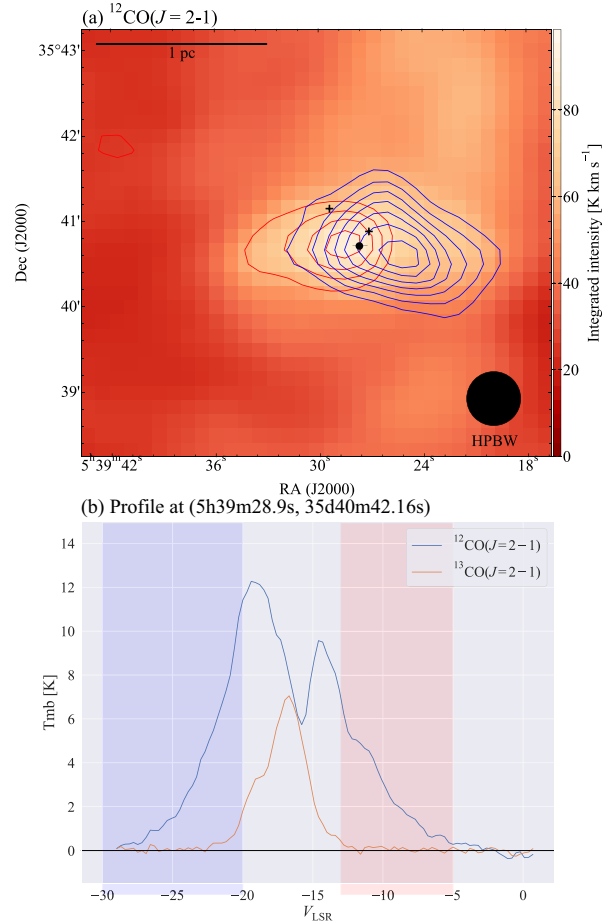 (a) ¹²CO(J = 2-1)
1 pc
35°43'
42'
41'
40'
39'
Dec (J2000)
5ʰ39ᵐ42ˢ
36ˢ
30ˢ
24ˢ
18ˢ
RA (J2000)
HPBW
80
60
40
20
0
Integrated intensity [K km s⁻¹]
(b) Profile at (5h39m28.9s, 35d40m42.16s)
¹²CO(J = 2−1)
¹³CO(J = 2−1)
14
12
10
8
6
4
2
0
Tmb [K]
−30
−25
−20
−15
−10
−5
0
V_LSR